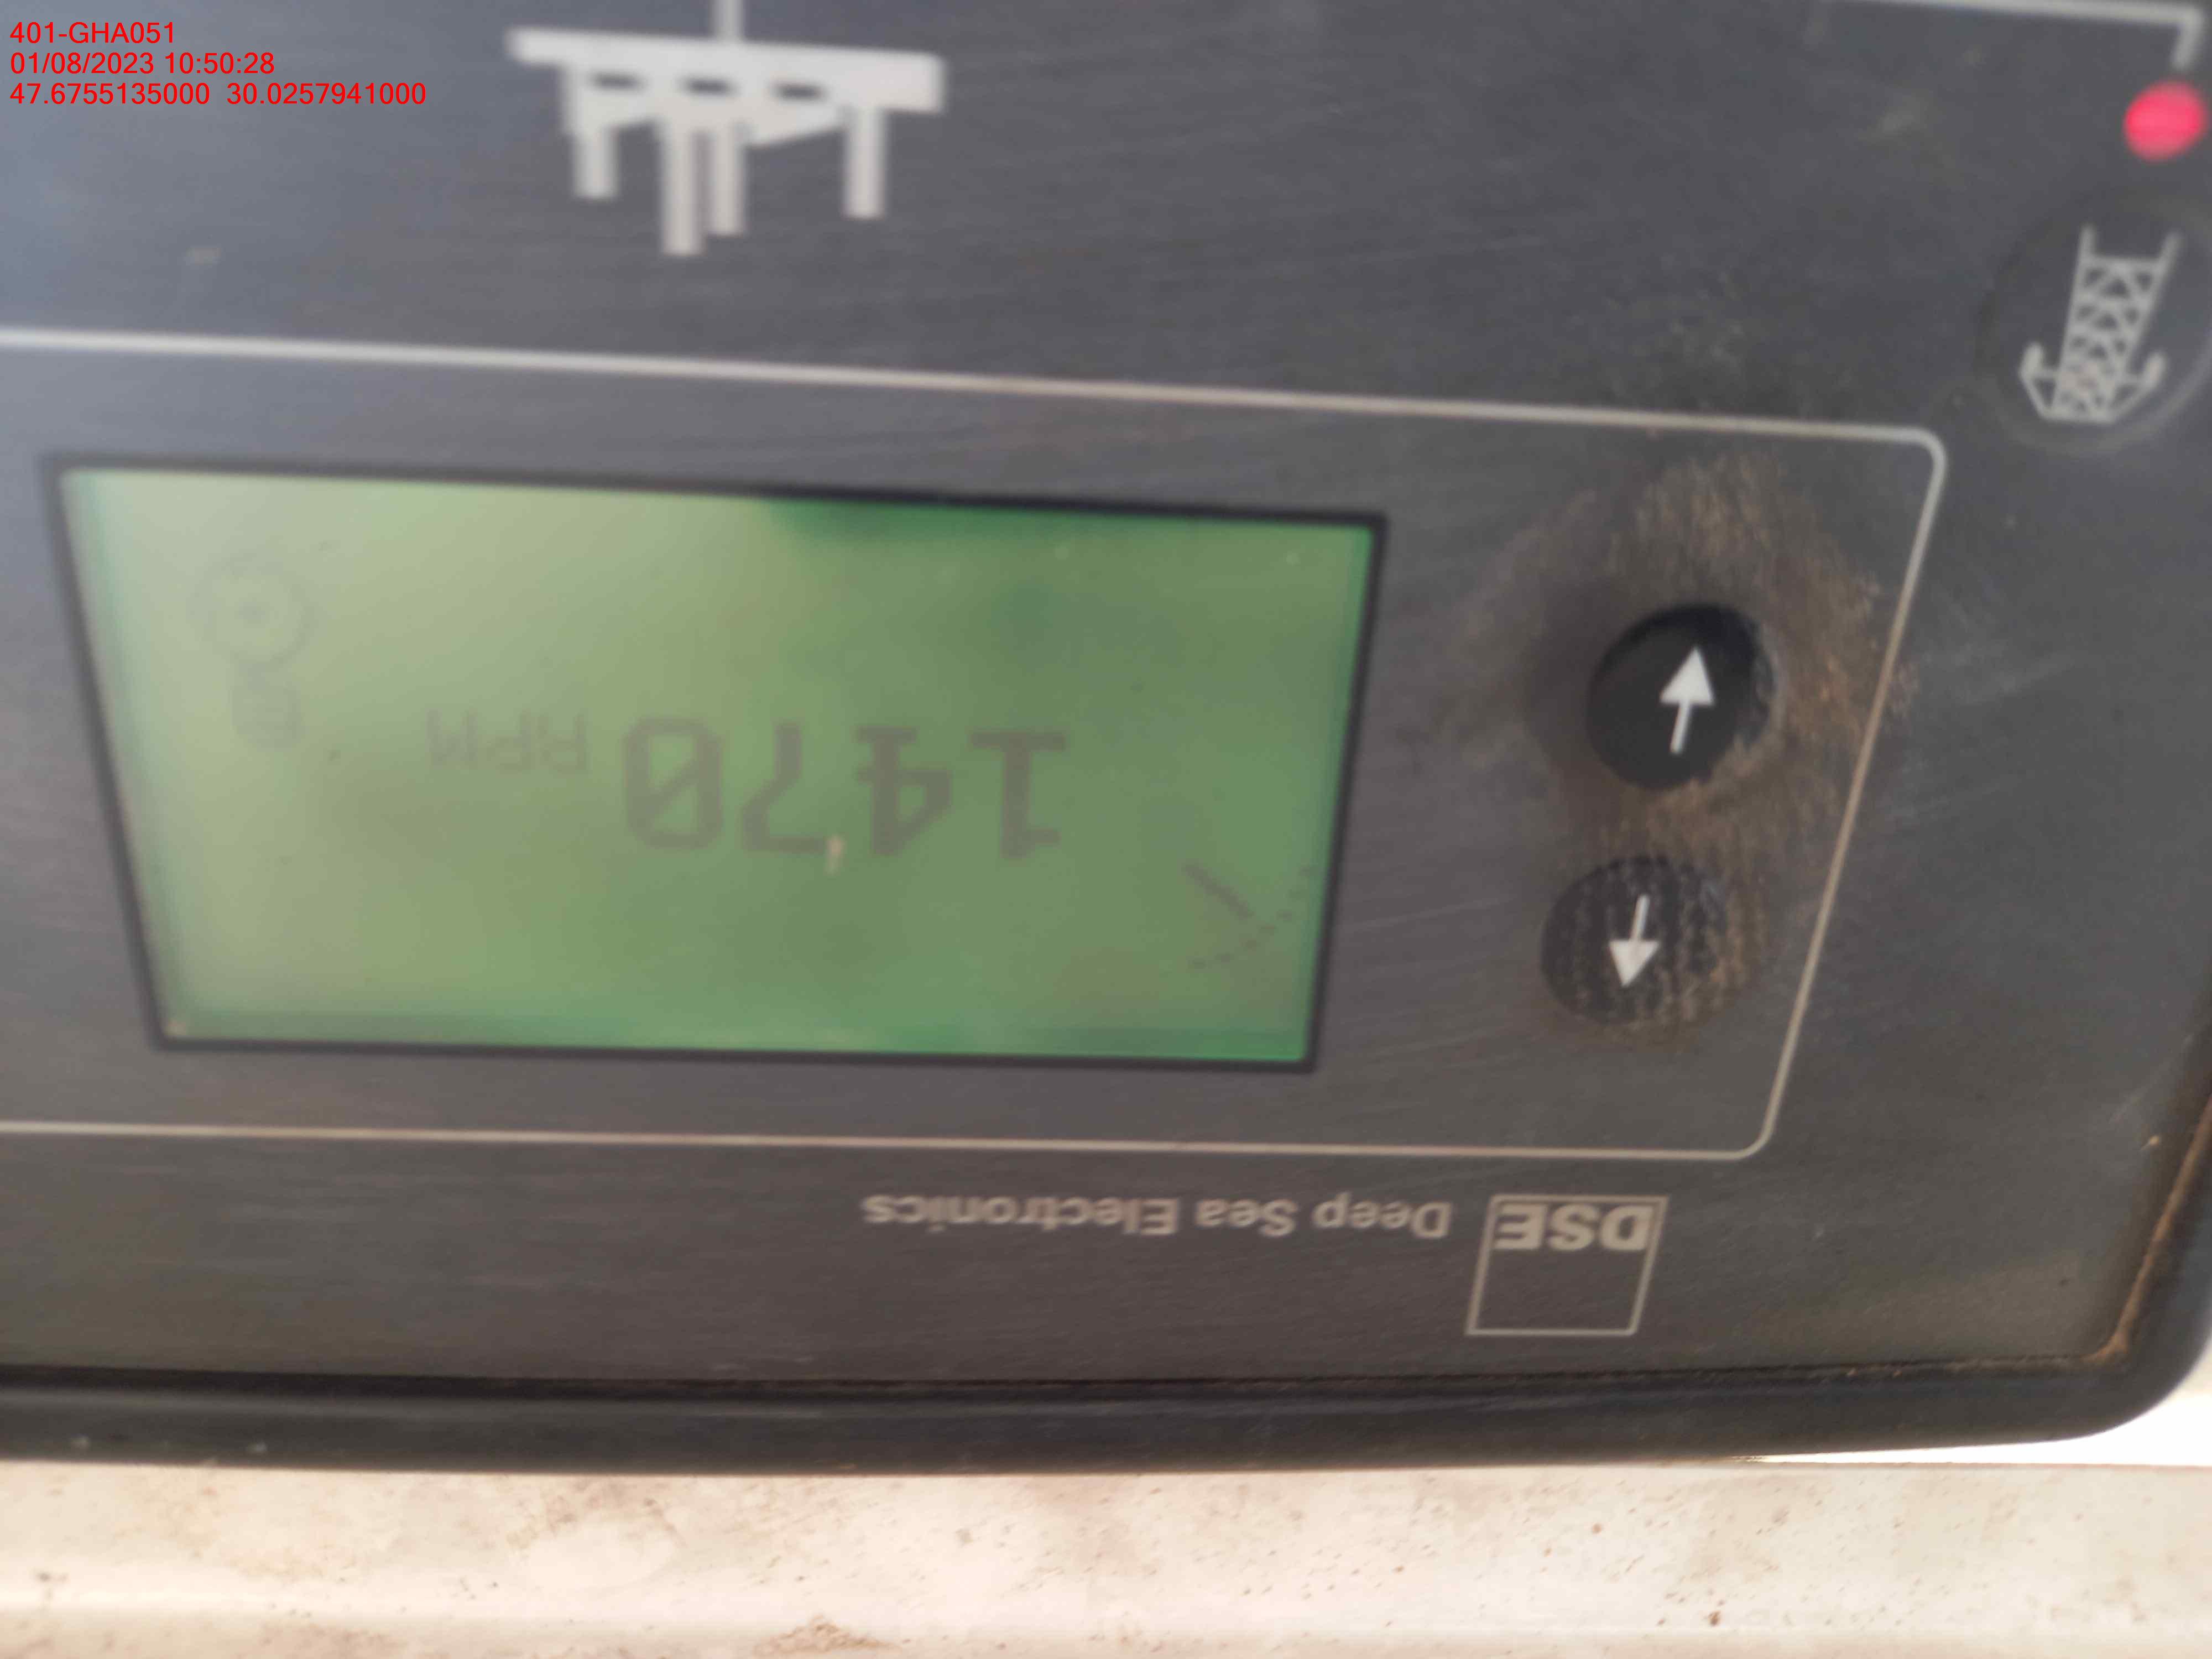 401-GHA051
01/08/2023 10:50:28
47.6755135000 30.0257941000
DSE Deep Sea Electronics
1470 RPM